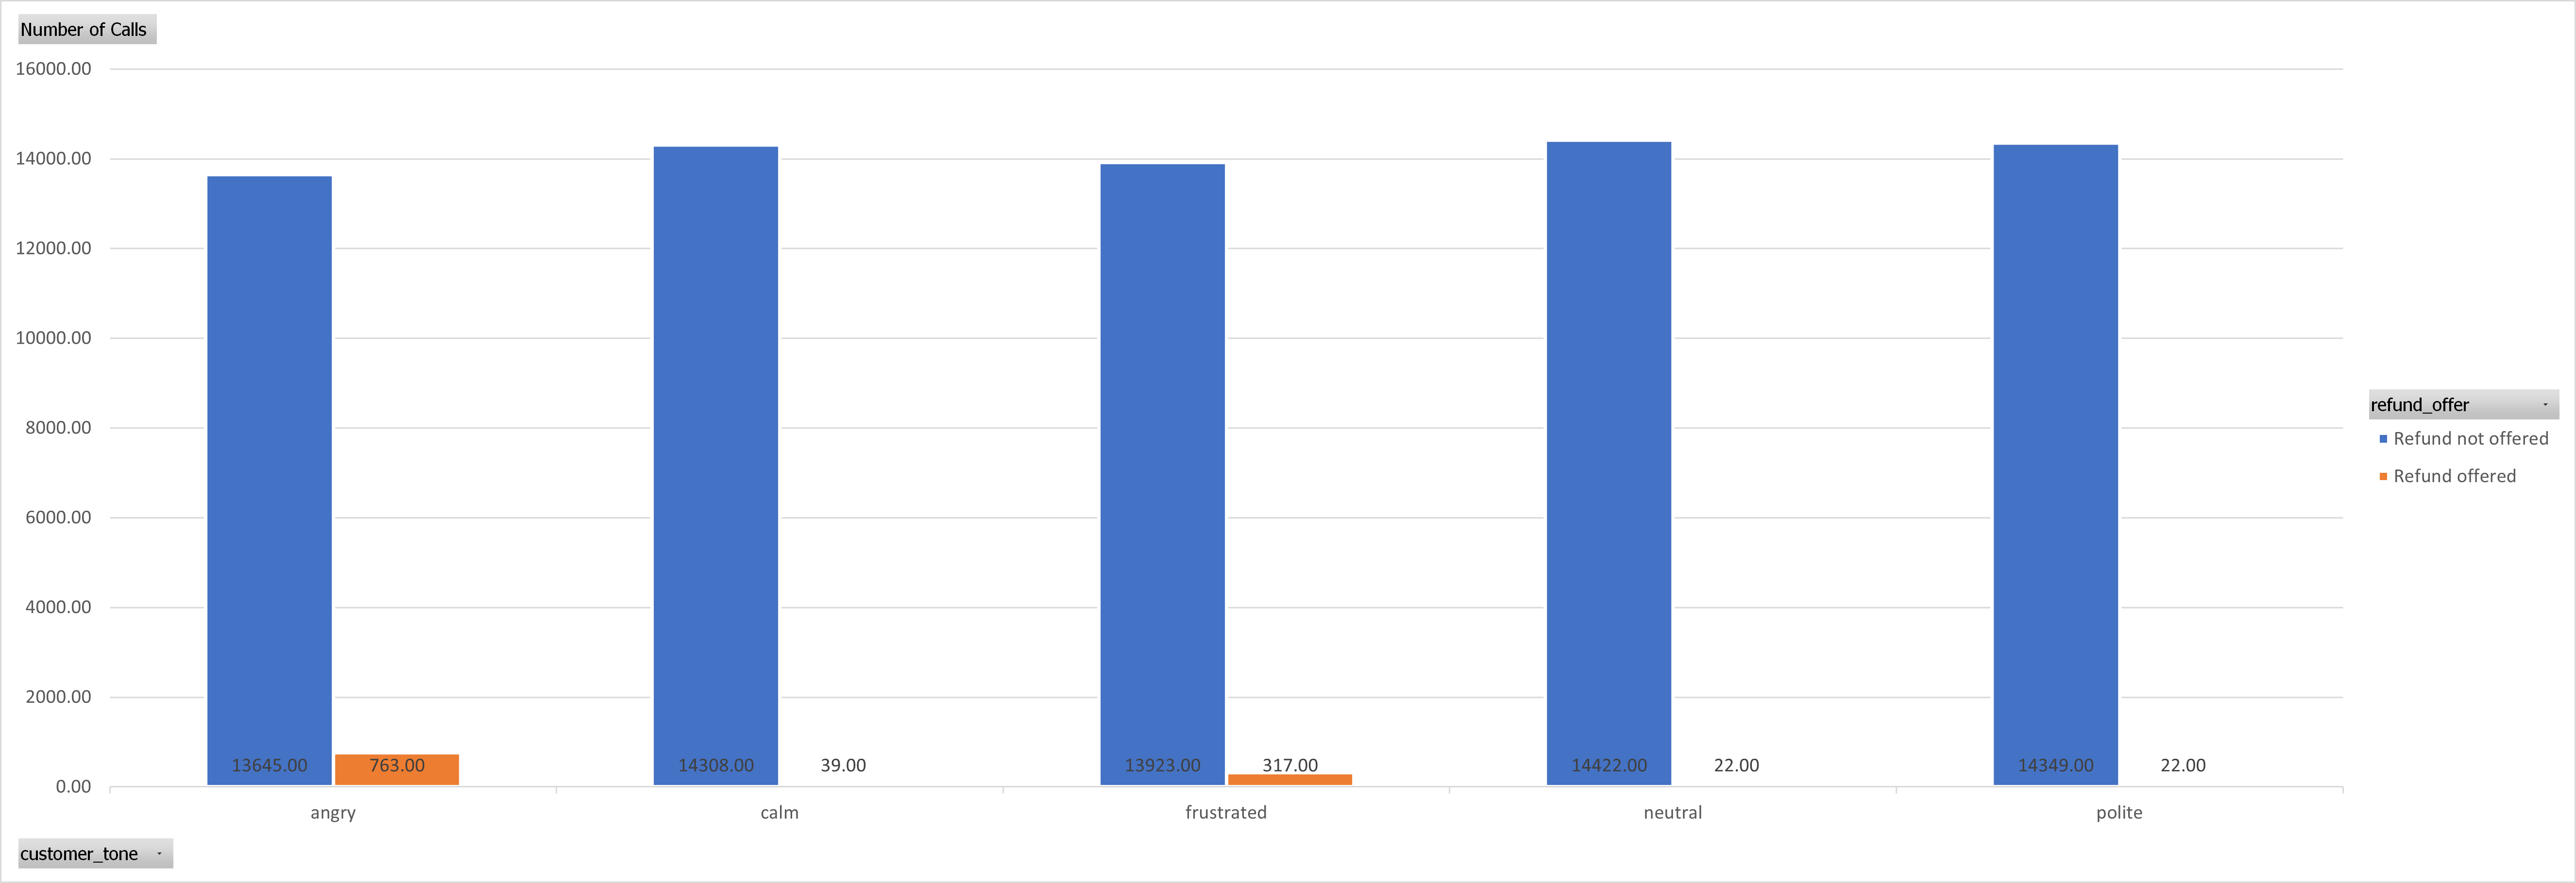 Number of Calls
16000.00
14000.00
12000.00
10000.00
8000.00
6000.00
4000.00
2000.00
0.00
13645.00
763.00
14308.00
39.00
13923.00
317.00
14422.00
22.00
14349.00
22.00
angry
calm
frustrated
neutral
polite
customer_tone
refund_offer
Refund not offered
Refund offered